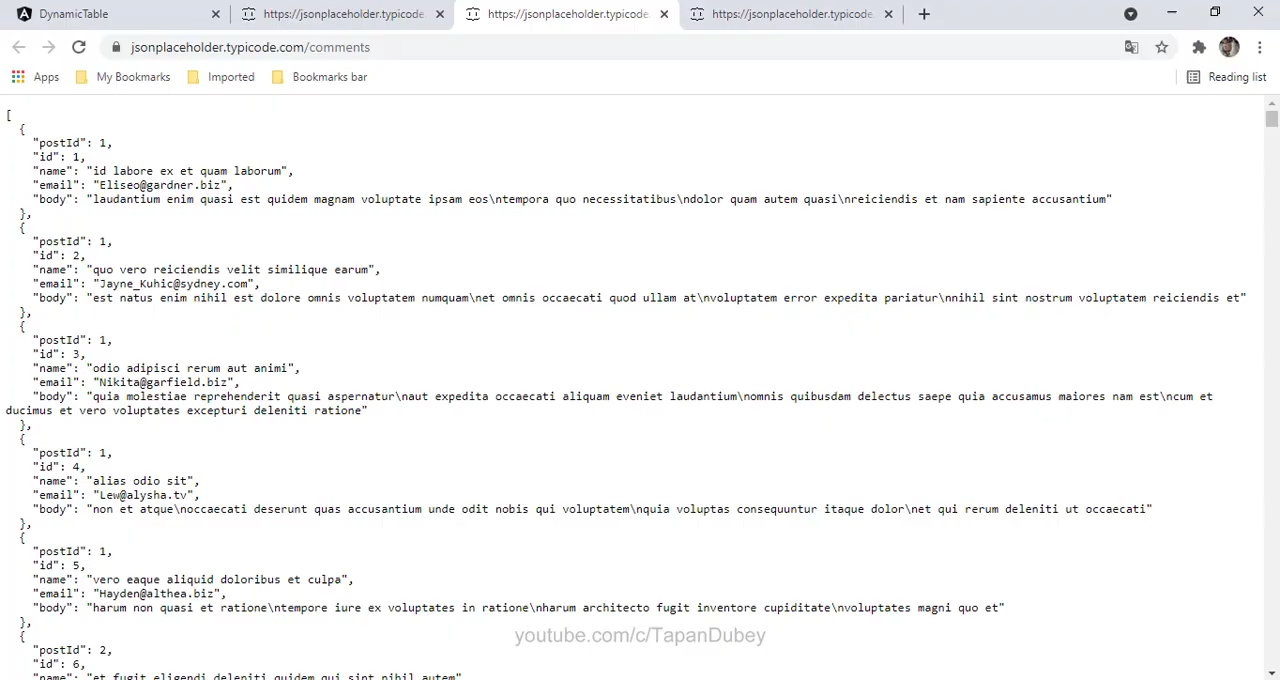 DynamicTable
https://jsonplaceholder.typicode.
https://jsonplaceholder.typicode.
https://jsonplaceholder.typicode.
jsonplaceholder.typicode.com/comments
Apps
My Bookmarks
Imported
Bookmarks bar
Reading list
[
{
"postId": 1,
"id": 1,
"name": "id labore ex et quam laborum",
"email": "Eliseo@gardner.biz",
"body": "laudantium enim quasi est quidem magnam voluptate ipsam eos\ntempora quo necessitatibus\ndolor quam autem quasi\nreiciendis et nam sapiente accusantium"
},
{
"postId": 1,
"id": 2,
"name": "quo vero reiciendis velit similique earum",
"email": "Jayne_Kuhic@sydney.com",
"body": "est natus enim nihil est dolore omnis voluptatem numquam\net omnis occaecati quod ullam at\nvoluptatem error expedita pariatur\nnihil sint nostrum voluptatem reiciendis et"
},
{
"postId": 1,
"id": 3,
"name": "odio adipisci rerum aut animi",
"email": "Nikita@garfield.biz",
"body": "quia molestiae reprehenderit quasi aspernatur\naut expedita occaecati aliquam eveniet laudantium\nomnis quibusdam delectus saepe quia accusamus maiores nam est\ncum et
ducimus et vero voluptates excepturi deleniti ratione"
},
{
"postId": 1,
"id": 4,
"name": "alias odio sit",
"email": "Lew@alysha.tv",
"body": "non et atque\noccaecati deserunt quas accusantium unde odit nobis qui voluptatem\nquia voluptas consequuntur itaque dolor\net qui rerum deleniti ut occaecati"
},
{
"postId": 1,
"id": 5,
"name": "vero eaque aliquid doloribus et culpa",
"email": "Hayden@althea.biz",
"body": "harum non quasi et ratione\ntempore iure ex voluptates in ratione\nharum architecto fugit inventore cupiditate\nvoluptates magni quo et"
},
{
youtube.com/c/TapanDubey
"postId": 2,
"id": 6,
"name": "et fugit eligendi deleniti quidem qui sint nihil autem"